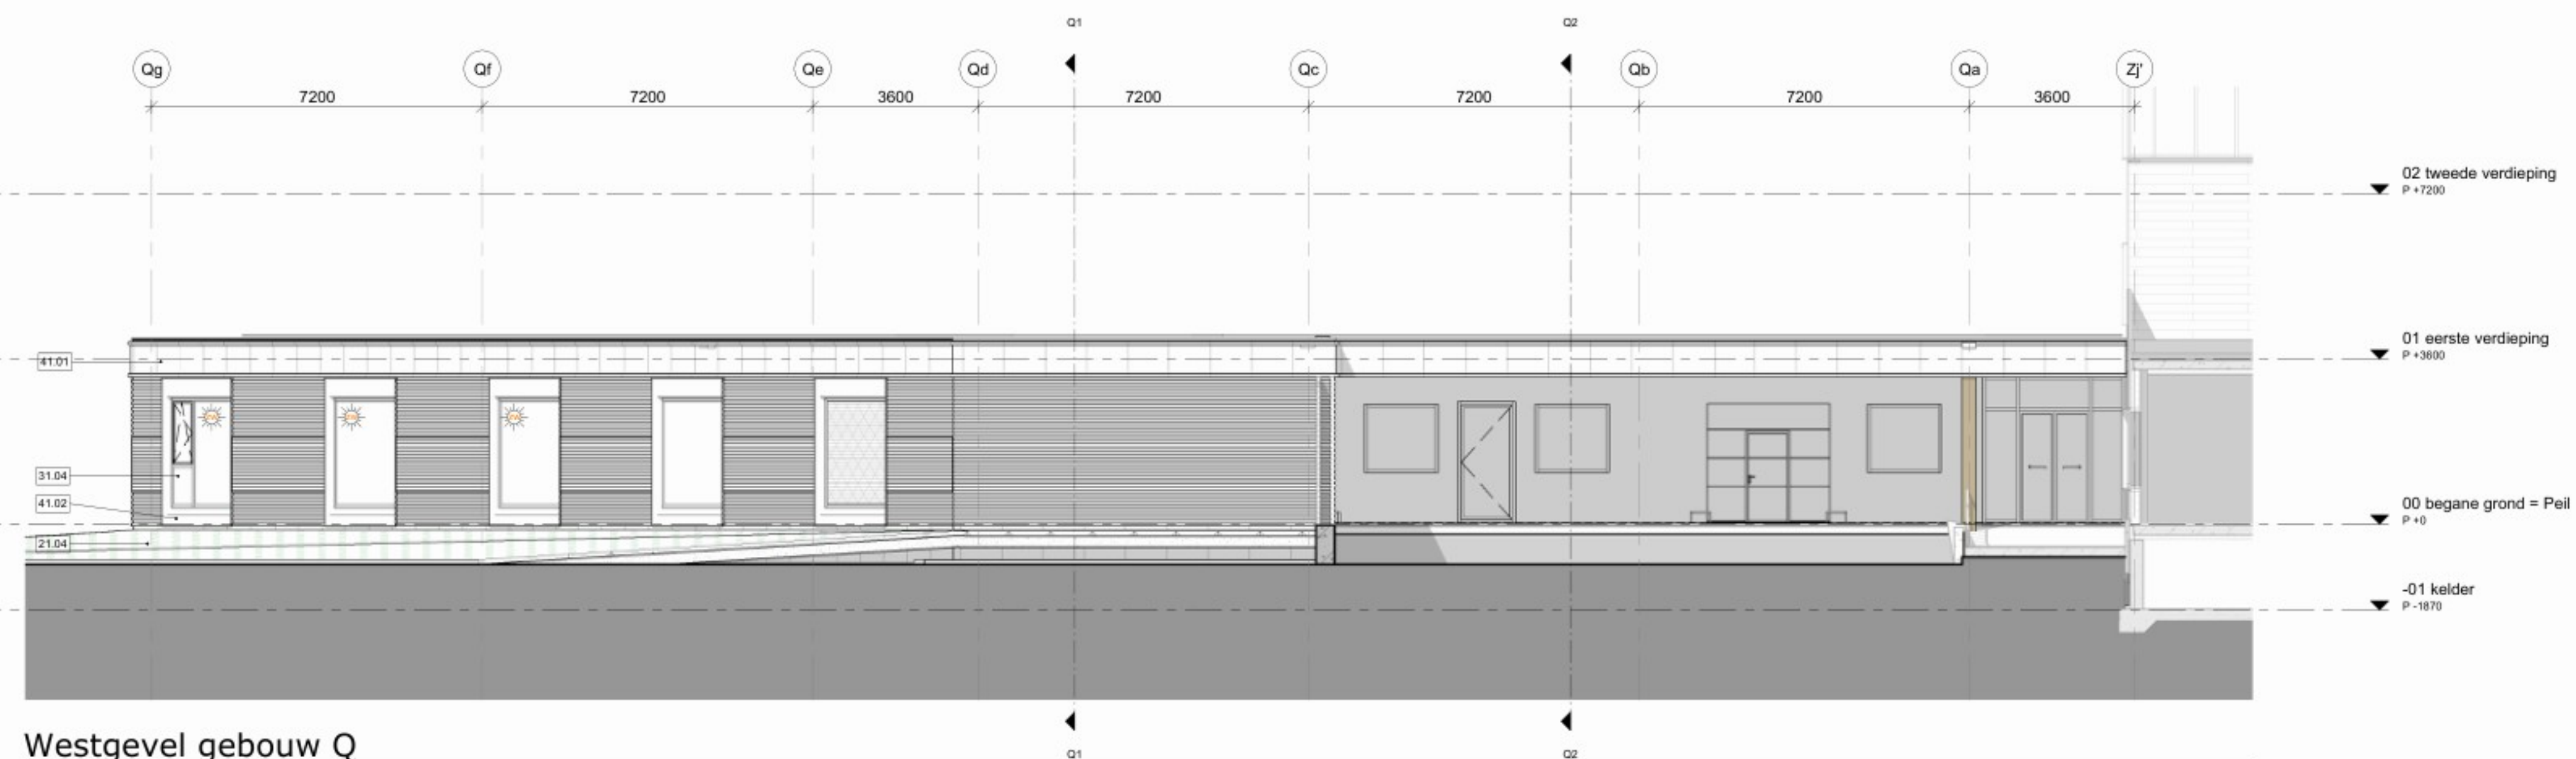 Q1 Q2
Qg Qf Qe Qd Qc Qb Qa Zj'
7200 7200 3600 7200 7200 7200 3600
02 tweede verdieping
P +7200
01 eerste verdieping
P +3600
41.01
31.04
41.02
00 begane grond = Peil
P +0
21.04
-01 kelder
P -1870
Westgevel gebouw Q
Q1 Q2